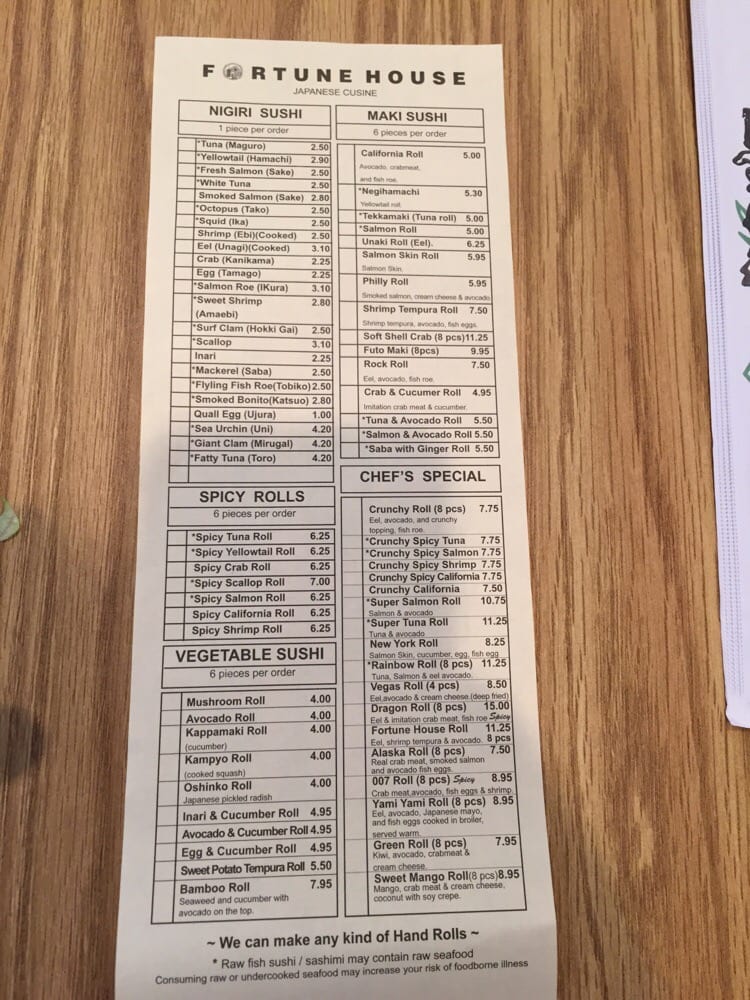 FORTUNE HOUSE
JAPANESE CUSINE
NIGIRI SUSHI
1 piece per order
*Tuna (Maguro) 2.50
*Yellowtail (Hamachi) 2.90
*Fresh Salmon (Sake) 2.50
*White Tuna 2.50
Smoked Salmon (Sake) 2.80
*Octopus (Tako) 2.50
*Squid (Ika) 2.50
Shrimp (Ebi)(Cooked) 2.50
Eel (Unagi)(Cooked) 3.10
Crab (Kanikama) 2.25
Egg (Tamago) 2.25
*Salmon Roe (IKura) 3.10
*Sweet Shrimp 2.80
(Amaebi)
*Surf Clam (Hokki Gai) 2.50
*Scallop 3.10
Inari 2.25
*Mackerel (Saba) 2.50
*Flyling Fish Roe(Tobiko) 2.50
*Smoked Bonito(Katsuo) 2.80
Quall Egg (Ujura) 1.00
*Sea Urchin (Uni) 4.20
*Giant Clam (Mirugal) 4.20
*Fatty Tuna (Toro) 4.20
SPICY ROLLS
6 pieces per order
*Spicy Tuna Roll 6.25
*Spicy Yellowtail Roll 6.25
Spicy Crab Roll 6.25
*Spicy Scallop Roll 7.00
*Spicy Salmon Roll 6.25
Spicy California Roll 6.25
Spicy Shrimp Roll 6.25
VEGETABLE SUSHI
6 pieces per order
Mushroom Roll 4.00
Avocado Roll 4.00
Kappamaki Roll 4.00
(cucumber)
Kampyo Roll 4.00
(cooked squash)
Oshinko Roll 4.00
Japanese pickled radish
Inari & Cucumber Roll 4.95
Avocado & Cucumber Roll 4.95
Egg & Cucumber Roll 4.95
Sweet Potato Tempura Roll 5.50
Bamboo Roll 7.95
Seaweed and cucumber with
avocado on the top.
MAKI SUSHI
6 pieces per order
California Roll 5.00
Avocado, crabmeat,
and fish roe.
*Negihamachi 5.30
Yellowtail roll
*Tekkamaki (Tuna roll) 5.00
*Salmon Roll 5.00
Unaki Roll (Eel). 6.25
Salmon Skin Roll 5.95
Salmon Skin.
Philly Roll 5.95
Smoked salmon, cream cheese & avocado
Shrimp Tempura Roll 7.50
Shrimp tempura, avocado, fish eggs.
Soft Shell Crab (8 pcs) 11.25
Futo Maki (8pcs) 9.95
Rock Roll 7.50
Eel, avocado, fish roe.
Crab & Cucumer Roll 4.95
Imitation crab meat & cucumber.
*Tuna & Avocado Roll 5.50
*Salmon & Avocado Roll 5.50
*Saba with Ginger Roll 5.50
CHEF'S SPECIAL
Crunchy Roll (8 pcs) 7.75
Eel, avocado, and crunchy
topping, fish roe.
*Crunchy Spicy Tuna 7.75
*Crunchy Spicy Salmon 7.75
Crunchy Spicy Shrimp 7.75
Crunchy Spicy California 7.75
Crunchy California 7.50
*Super Salmon Roll 10.75
Salmon & avocado
*Super Tuna Roll 11.25
Tuna & avocado
New York Roll 8.25
Salmon Skin, cucumber, egg, fish egg
*Rainbow Roll (8 pcs) 11.25
Tuna, Salmon & eel avocado.
Vegas Roll (4 pcs) 8.50
Eel,avocado & cream cheese.(deep fried)
Dragon Roll (8 pcs) 15.00
Eel & imitation crab meat, fish roe Spicy
Fortune House Roll 11.25
Eel, shrimp tempura & avocado. 8 pcs
Alaska Roll (8 pcs) 7.50
Real crab meat, smoked salmon
and avocado fish eggs.
007 Roll (8 pcs) Spicy 8.95
Crab meat,avocado, fish eggs & shrimp
Yami Yami Roll (8 pcs) 8.95
Eel, avocado, Japanese mayo,
and fish eggs cooked in broiler,
served warm.
Green Roll (8 pcs) 7.95
Kiwi, avocado, crabmeat &
cream cheese.
Sweet Mango Roll(8 pcs) 8.95
Mango, crab meat & cream cheese,
coconut with soy crepe.
~ We can make any kind of Hand Rolls ~
* Raw fish sushi / sashimi may contain raw seafood
Consuming raw or undercooked seafood may increase your risk of foodborne illness